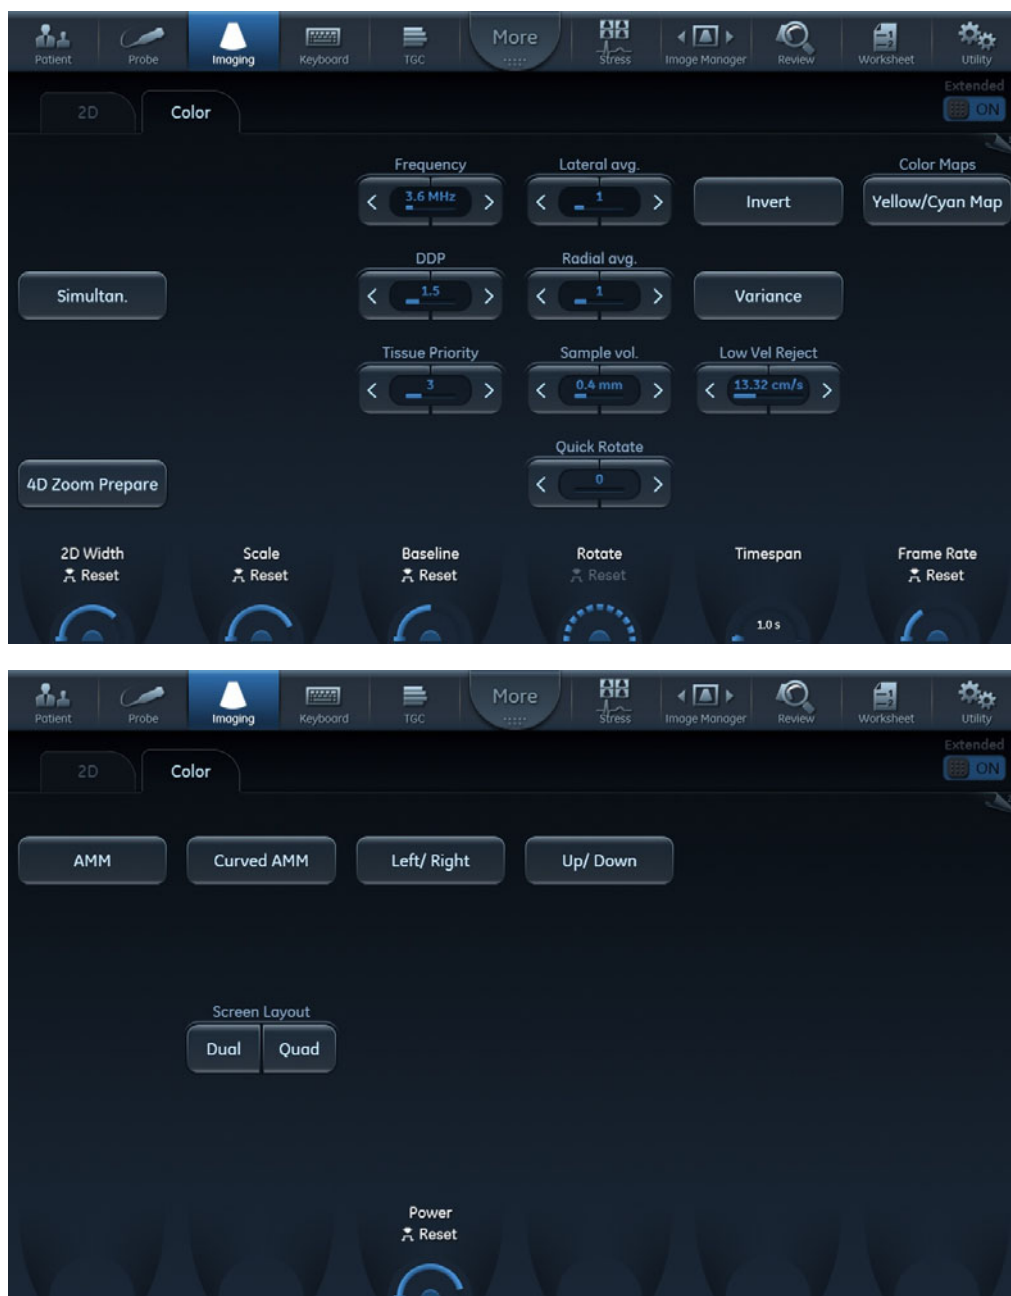 Patient Probe Imaging Keyboard TGC More Stress Image Manager Review Worksheet Utility
Extended
2D Color ON
Frequency Lateral avg. Color Maps
3.6 MHz 1 Invert Yellow/Cyan Map
DDP Radial avg.
Simultan. 1.5 1 Variance
Tissue Priority Sample vol. Low Vel Reject
3 0.4 mm 13.32 cm/s
Quick Rotate
4D Zoom Prepare 0
2D Width Scale Baseline Rotate Timespan Frame Rate
Reset Reset Reset Reset Reset
1.0 s
Patient Probe Imaging Keyboard TGC More Stress Image Manager Review Worksheet Utility
Extended
2D Color ON
AMM Curved AMM Left/ Right Up/ Down
Screen Layout
Dual Quad
Power
Reset